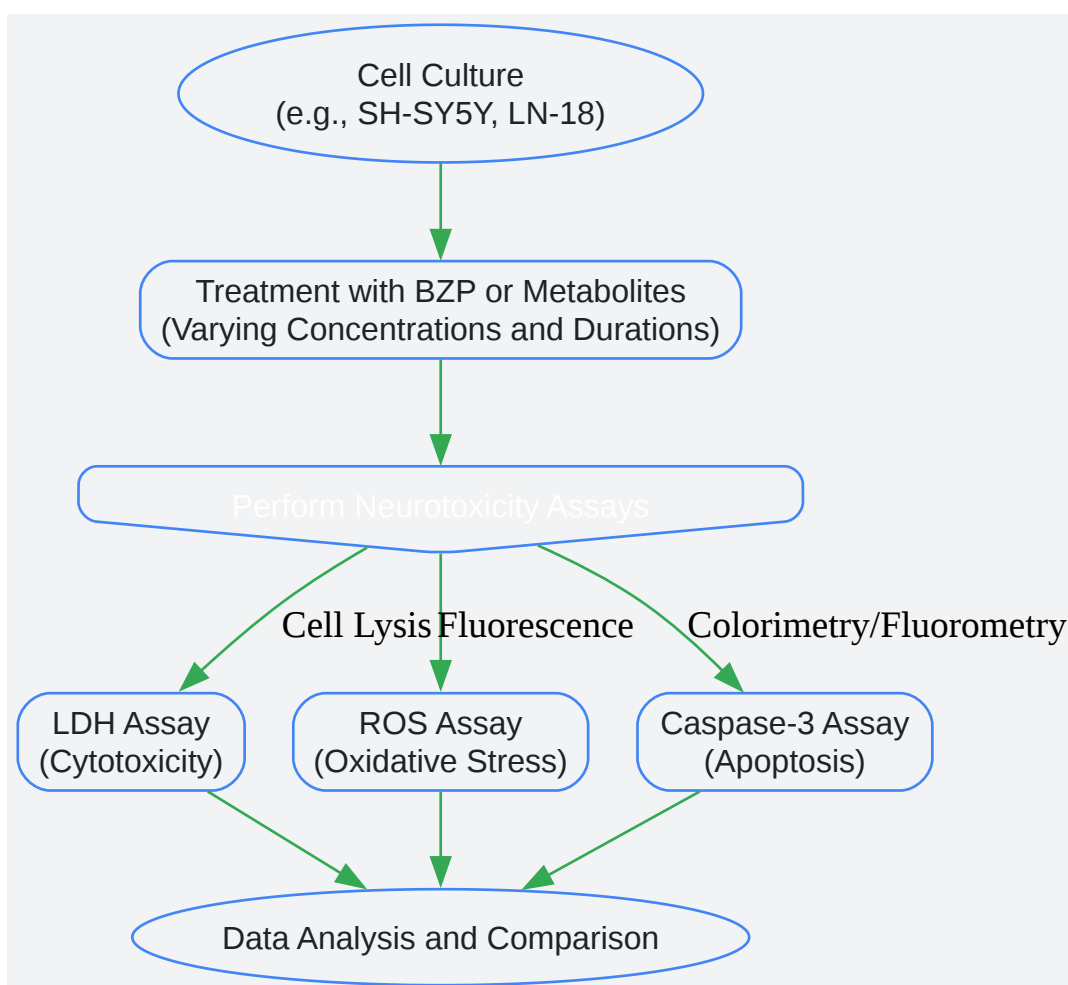 Cell Culture
(e.g., SH-SY5Y, LN-18)
Treatment with BZP or Metabolites
(Varying Concentrations and Durations)
Perform Neurotoxicity Assays
Cell Lysis
Fluorescence
Colorimetry/Fluorometry
LDH Assay
(Cytotoxicity)
ROS Assay
(Oxidative Stress)
Caspase-3 Assay
(Apoptosis)
Data Analysis and Comparison